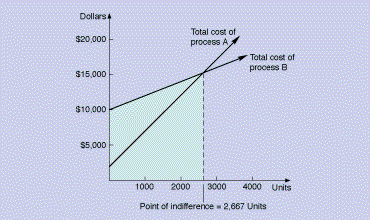 Dollars
$20,000
Total cost of
process A
Total cost of
process B
$15,000
$10,000
$5,000
1000 2000 3000 4000 Units
Point of indifference = 2,667 Units